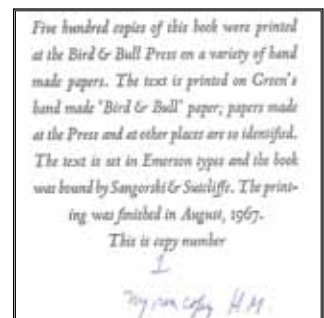 Five hundred copies of this book were printed
at the Bird & Bull Press on a variety of hand
made papers. The text is printed on Green's
hand made "Bird & Bull" paper; papers made
at the Press and at other places are so identified.
The text is set in Emerson types and the book
was bound by Sangorski & Sutcliffe. The print-
ing was finished in August, 1967.
This is copy number
1
My own copy H.M.